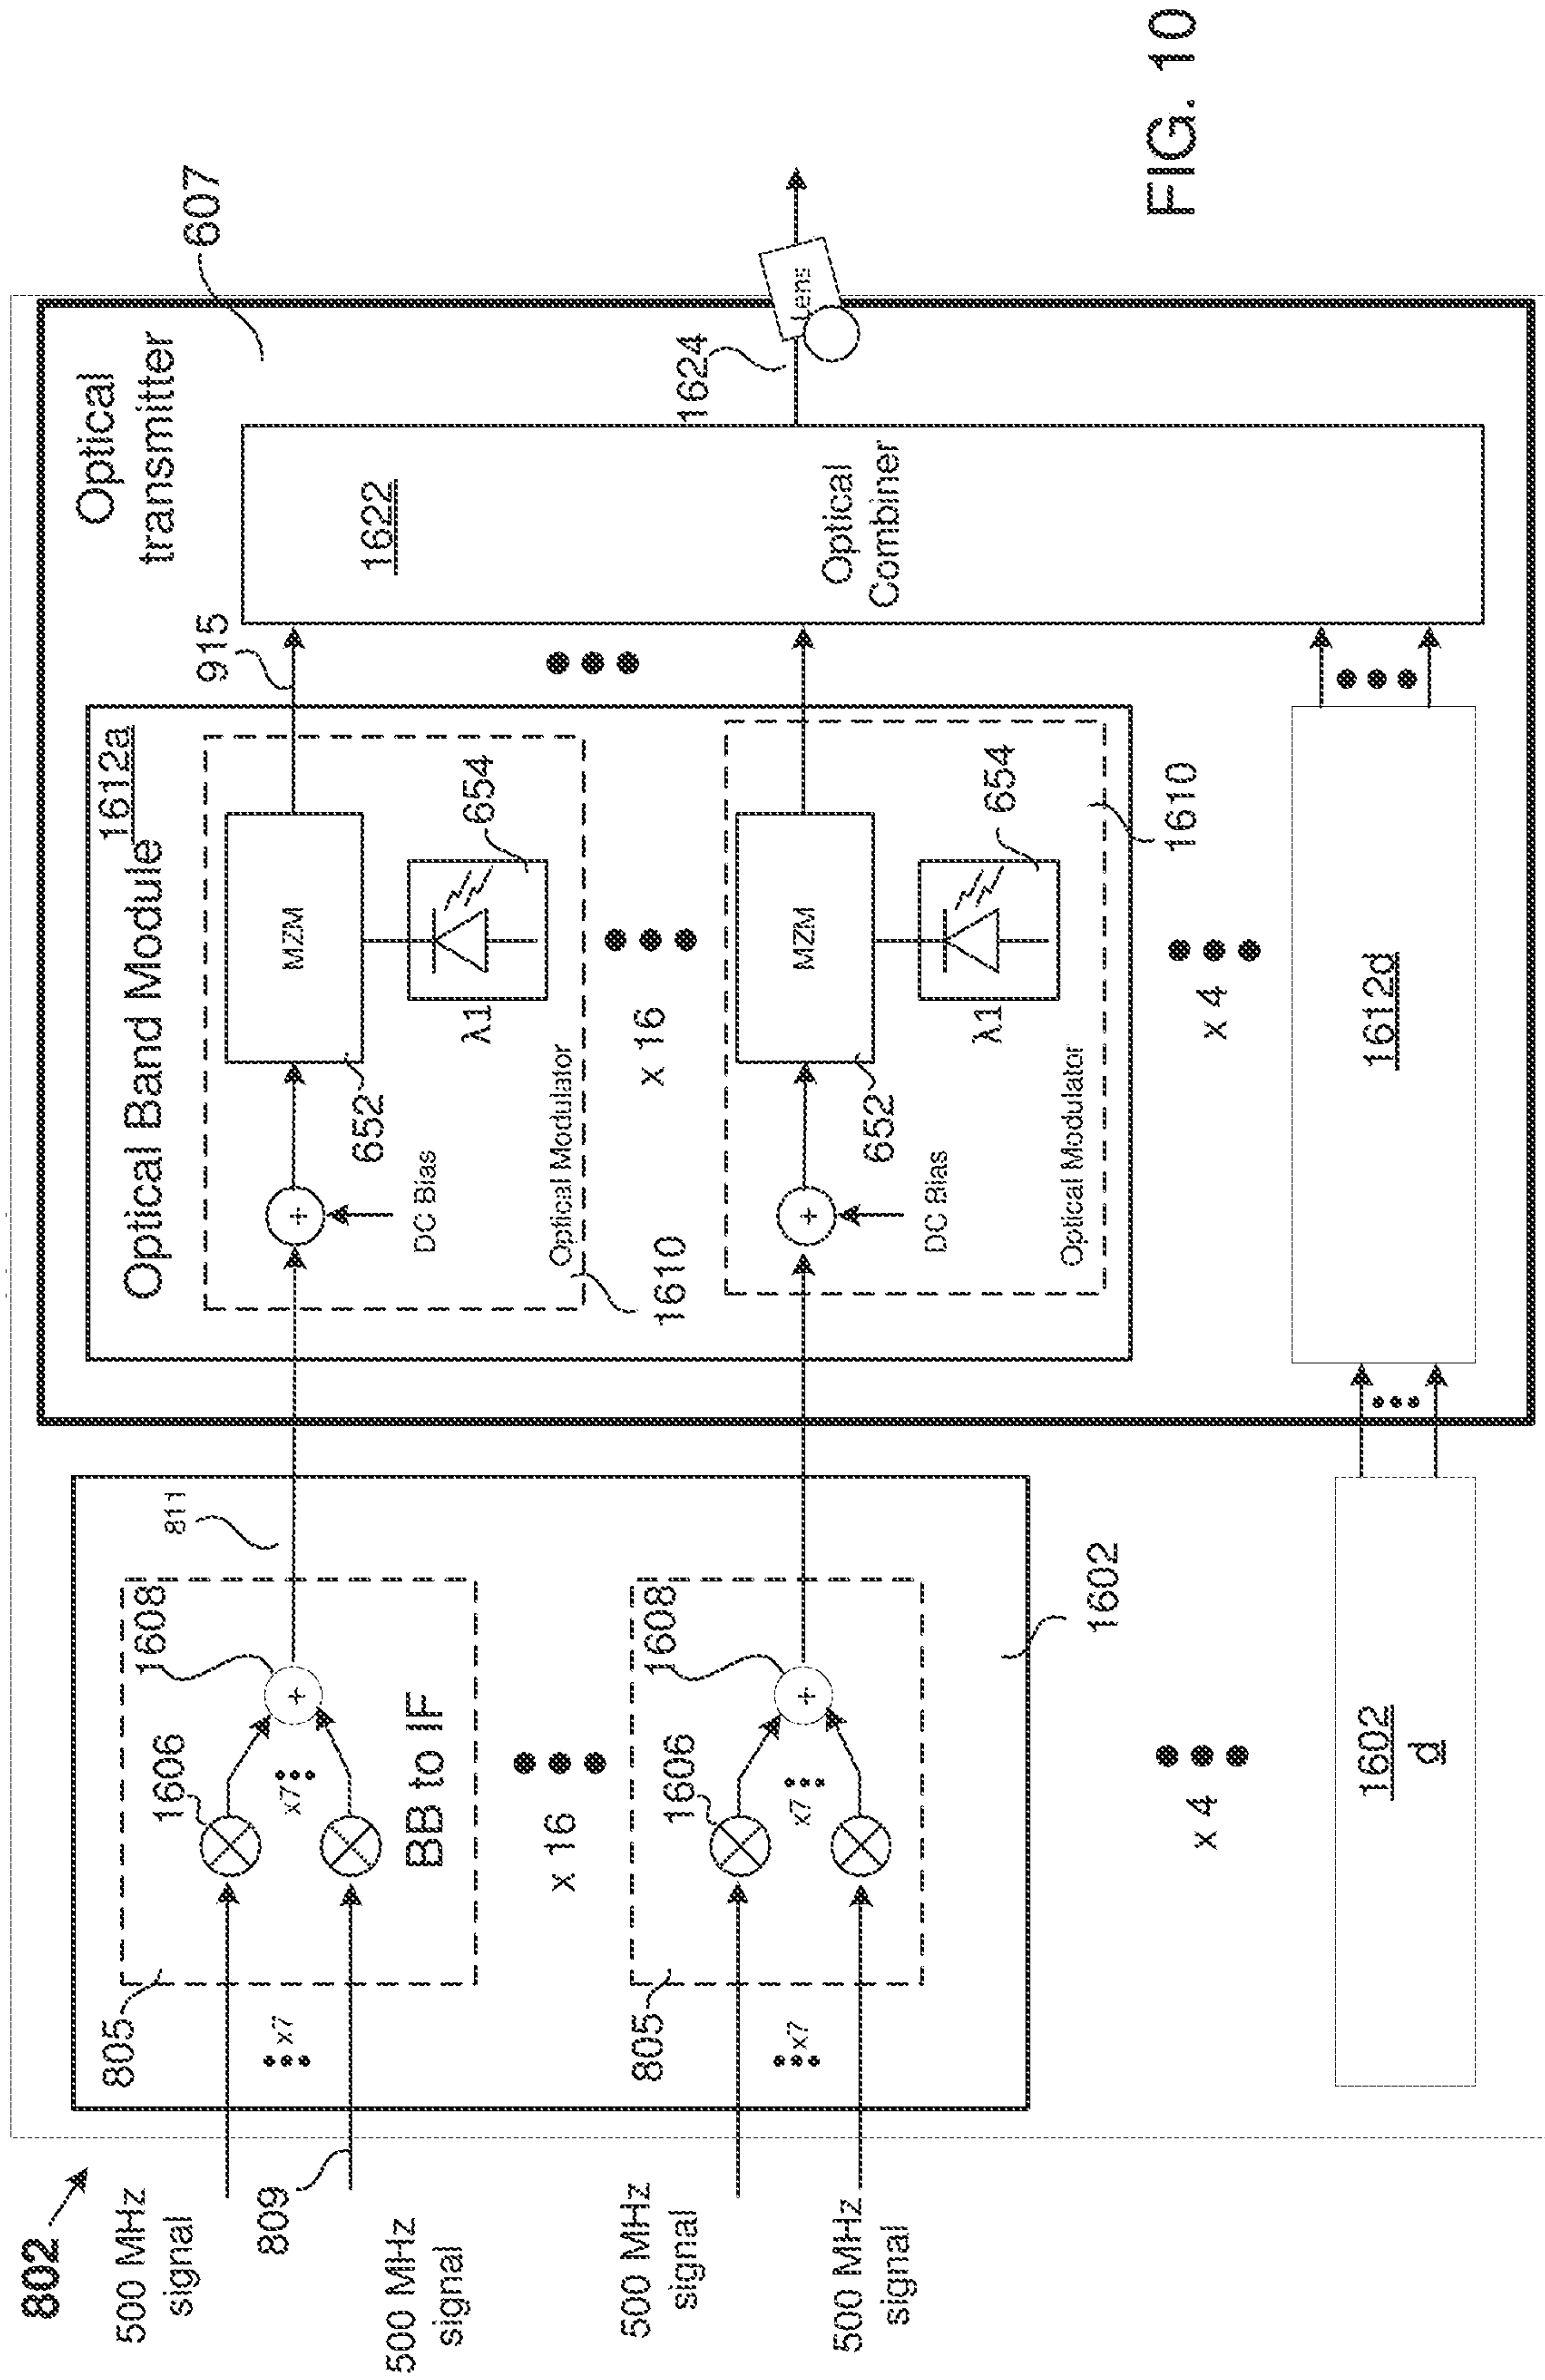 802
500 MHz
signal
809
500 MHz
signal
500 MHz
signal
500 MHz
signal
805
x7
1606
x7
1608
BB to IF
811
x 16
805
x7
1606
x7
1608
1602
x 4
1602
d
Optical
transmitter
607
Optical Band Module
1612a
DC Bias
652
MZM
λ1
654
Optical Modulator
1610
915
x 16
DC Bias
652
MZM
λ1
654
Optical Modulator
1610
x 4
1612d
1622
Optical
Combiner
1624
Lens
FIG. 10